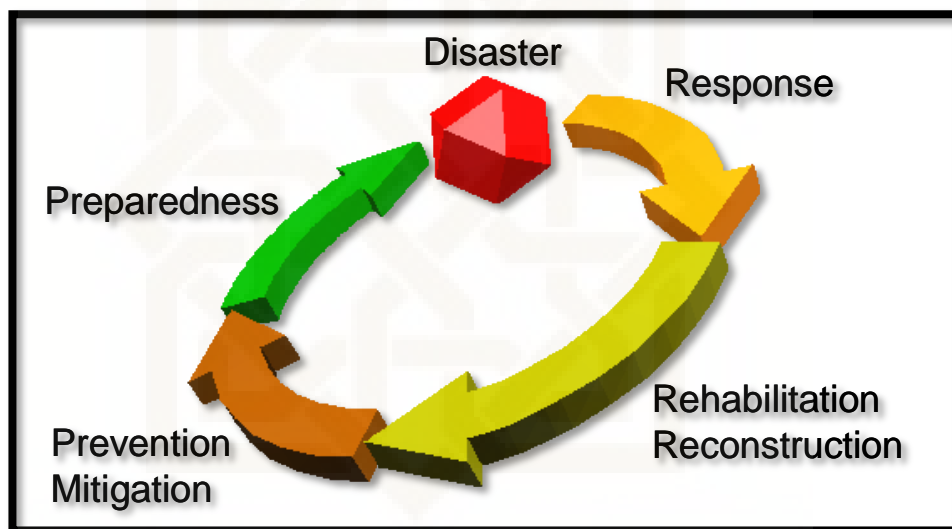 Disaster
Response
Preparedness
Rehabilitation
Reconstruction
Prevention
Mitigation